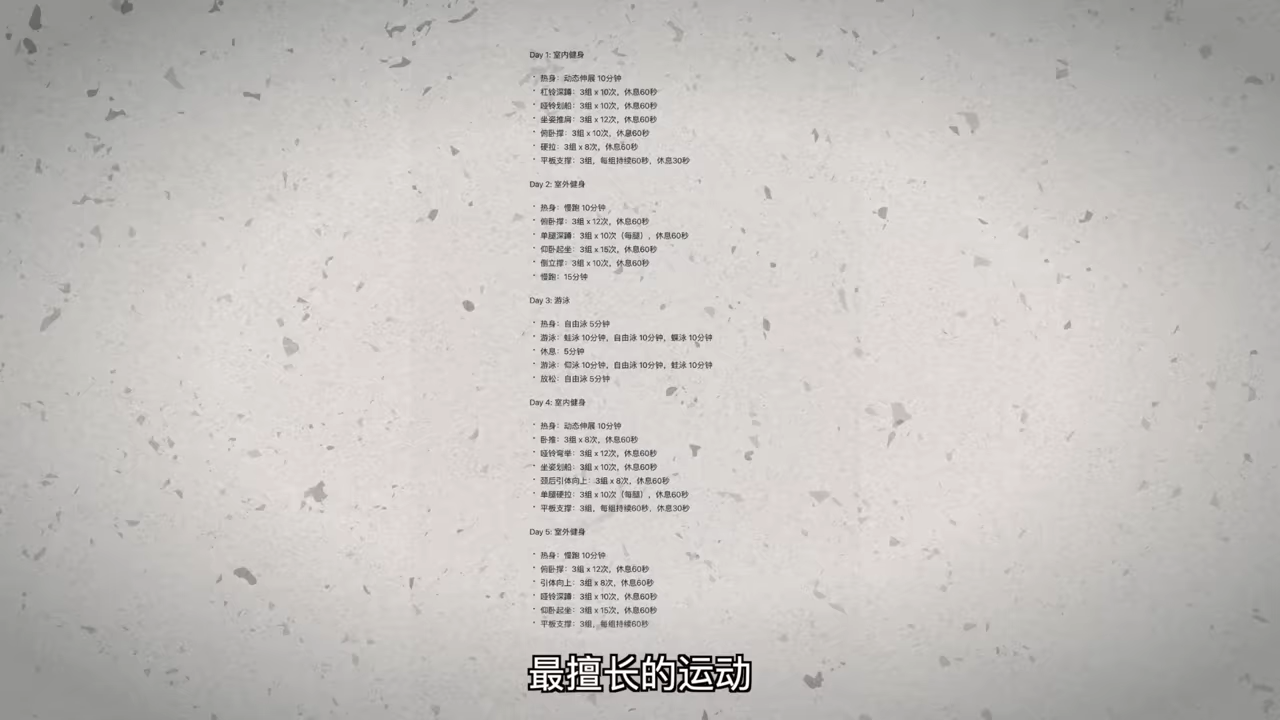 Day 1: 室内健身
• 热身：动态伸展 10分钟
• 杠铃深蹲：3组 x 10次，休息60秒
• 哑铃划船：3组 x 10次，休息60秒
• 坐姿推肩：3组 x 12次，休息60秒
• 俯卧撑：3组 x 10次，休息60秒
• 硬拉：3组 x 8次，休息60秒
• 平板支撑：3组，每组持续60秒，休息30秒
Day 2: 室外健身
• 热身：慢跑 10分钟
• 俯卧撑：3组 x 12次，休息60秒
• 单腿深蹲：3组 x 10次（每腿），休息60秒
• 仰卧起坐：3组 x 15次，休息60秒
• 倒立撑：3组 x 10次，休息60秒
• 慢跑：15分钟
Day 3: 游泳
• 热身：自由泳 5分钟
• 游泳：蛙泳 10分钟，自由泳 10分钟，蝶泳 10分钟
• 休息：5分钟
• 游泳：仰泳 10分钟，自由泳 10分钟，蛙泳 10分钟
• 放松：自由泳 5分钟
Day 4: 室内健身
• 热身：动态伸展 10分钟
• 卧推：3组 x 8次，休息60秒
• 哑铃弯举：3组 x 12次，休息60秒
• 坐姿划船：3组 x 10次，休息60秒
• 颈后引体向上：3组 x 8次，休息60秒
• 单腿硬拉：3组 x 10次（每腿），休息60秒
• 平板支撑：3组，每组持续60秒，休息30秒
Day 5: 室外健身
• 热身：慢跑 10分钟
• 俯卧撑：3组 x 12次，休息60秒
• 引体向上：3组 x 8次，休息60秒
• 哑铃深蹲：3组 x 10次，休息60秒
• 仰卧起坐：3组 x 15次，休息60秒
• 平板支撑：3组，每组持续60秒
最擅长的运动